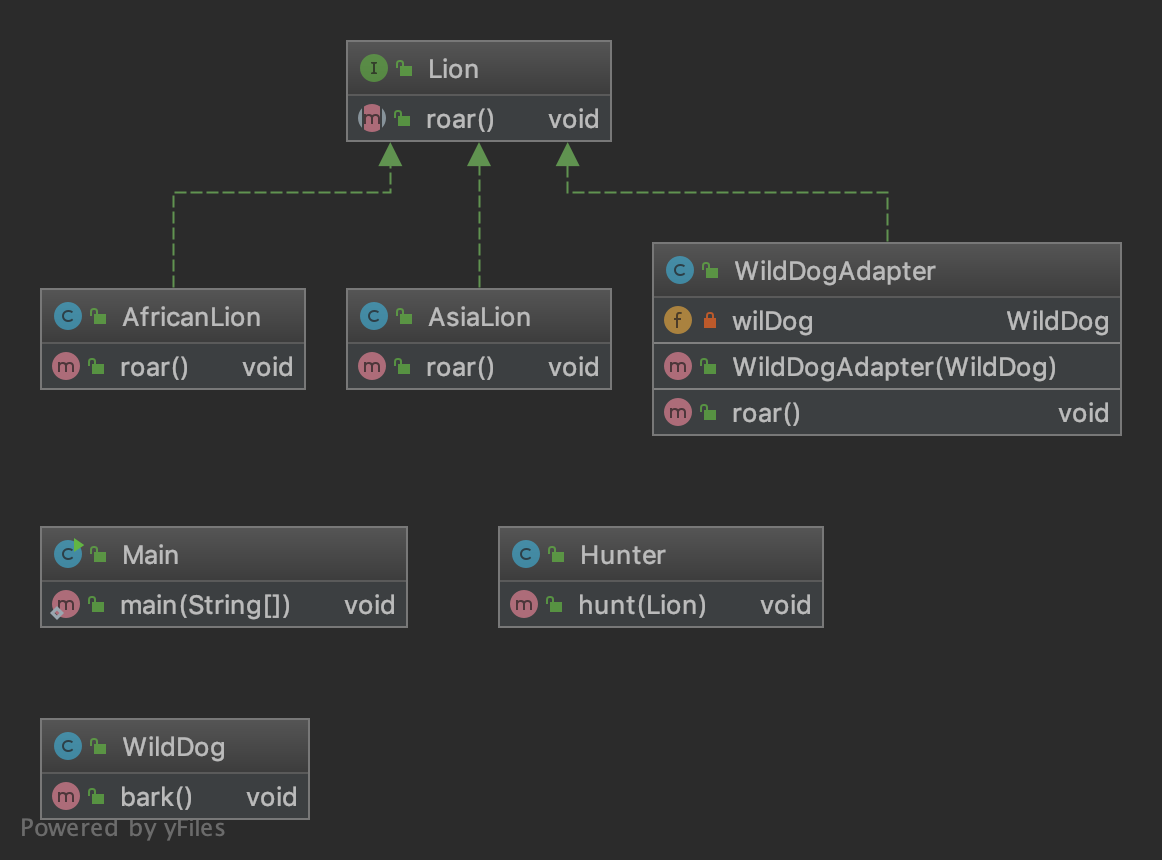 Lion
roar() void
AfricanLion
roar() void
AsiaLion
roar() void
WildDogAdapter
wilDog WildDog
WildDogAdapter(WildDog)
roar() void
Main
main(String[]) void
Hunter
hunt(Lion) void
WildDog
bark() void
Powered by yFiles